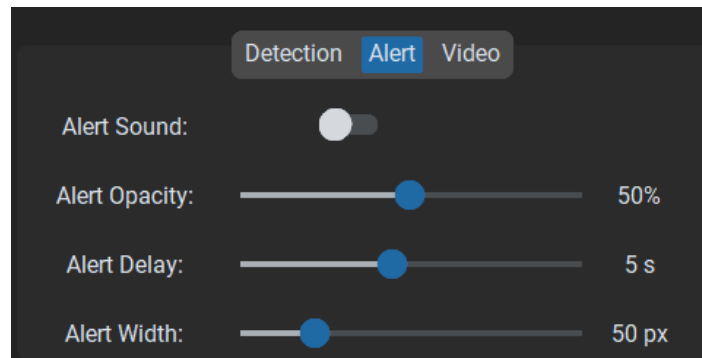 Detection Alert Video
Alert Sound:
Alert Opacity: 50%
Alert Delay: 5 s
Alert Width: 50 px